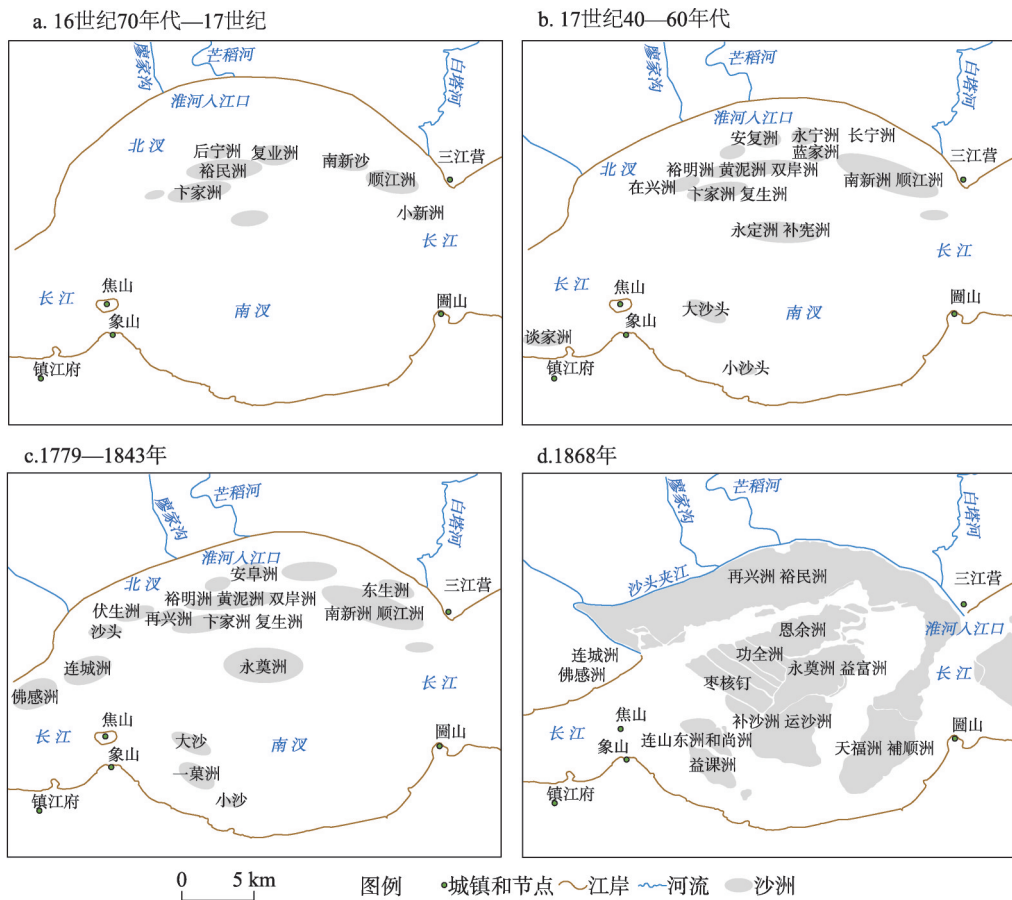 a. 16世纪70年代—17世纪
廖家沟
芒稻河
白塔河
淮河入江口
北 汊
后宁洲 复业洲
裕民洲
卞家洲
南新沙
顺江洲
三江营
小新洲
长 江
长 江
焦山
象山
南 汊
圌山
镇江府
b. 17世纪40—60年代
廖家沟
芒稻河
白塔河
淮河入江口
安复洲
永宁洲 长宁洲
蓝家洲
北 汊
裕明洲 黄泥洲 双岸洲
在兴洲
卞家洲 复生洲
南新洲 顺江洲
三江营
永定洲 补宪洲
长 江
长 江
焦山
象山
大沙头
南 汊
圌山
谈家洲
镇江府
小沙头
c.1779—1843年
廖家沟
芒稻河
白塔河
淮河入江口
北 汊
安阜洲
裕明洲 黄泥洲 双岸洲
东生洲
伏生洲
沙头
再兴洲
卞家洲 复生洲
南新洲 顺江洲
三江营
连城洲
永奠洲
佛感洲
长 江
长 江
焦山
象山
大沙
南 汊
圌山
一菓洲
小沙
镇江府
d.1868年
廖家沟
芒稻河
白塔河
沙头夹江
再兴洲 裕民洲
三江营
恩余洲
淮河入江口
连城洲
佛感洲
功全洲
永奠洲 益富洲
枣核钉
长 江
长 江
焦山
象山
补沙洲 运沙洲
连山东洲和尚洲
益课洲
天福洲 補顺洲
圌山
镇江府
0 5 km
图例 城镇和节点 江岸 河流 沙洲